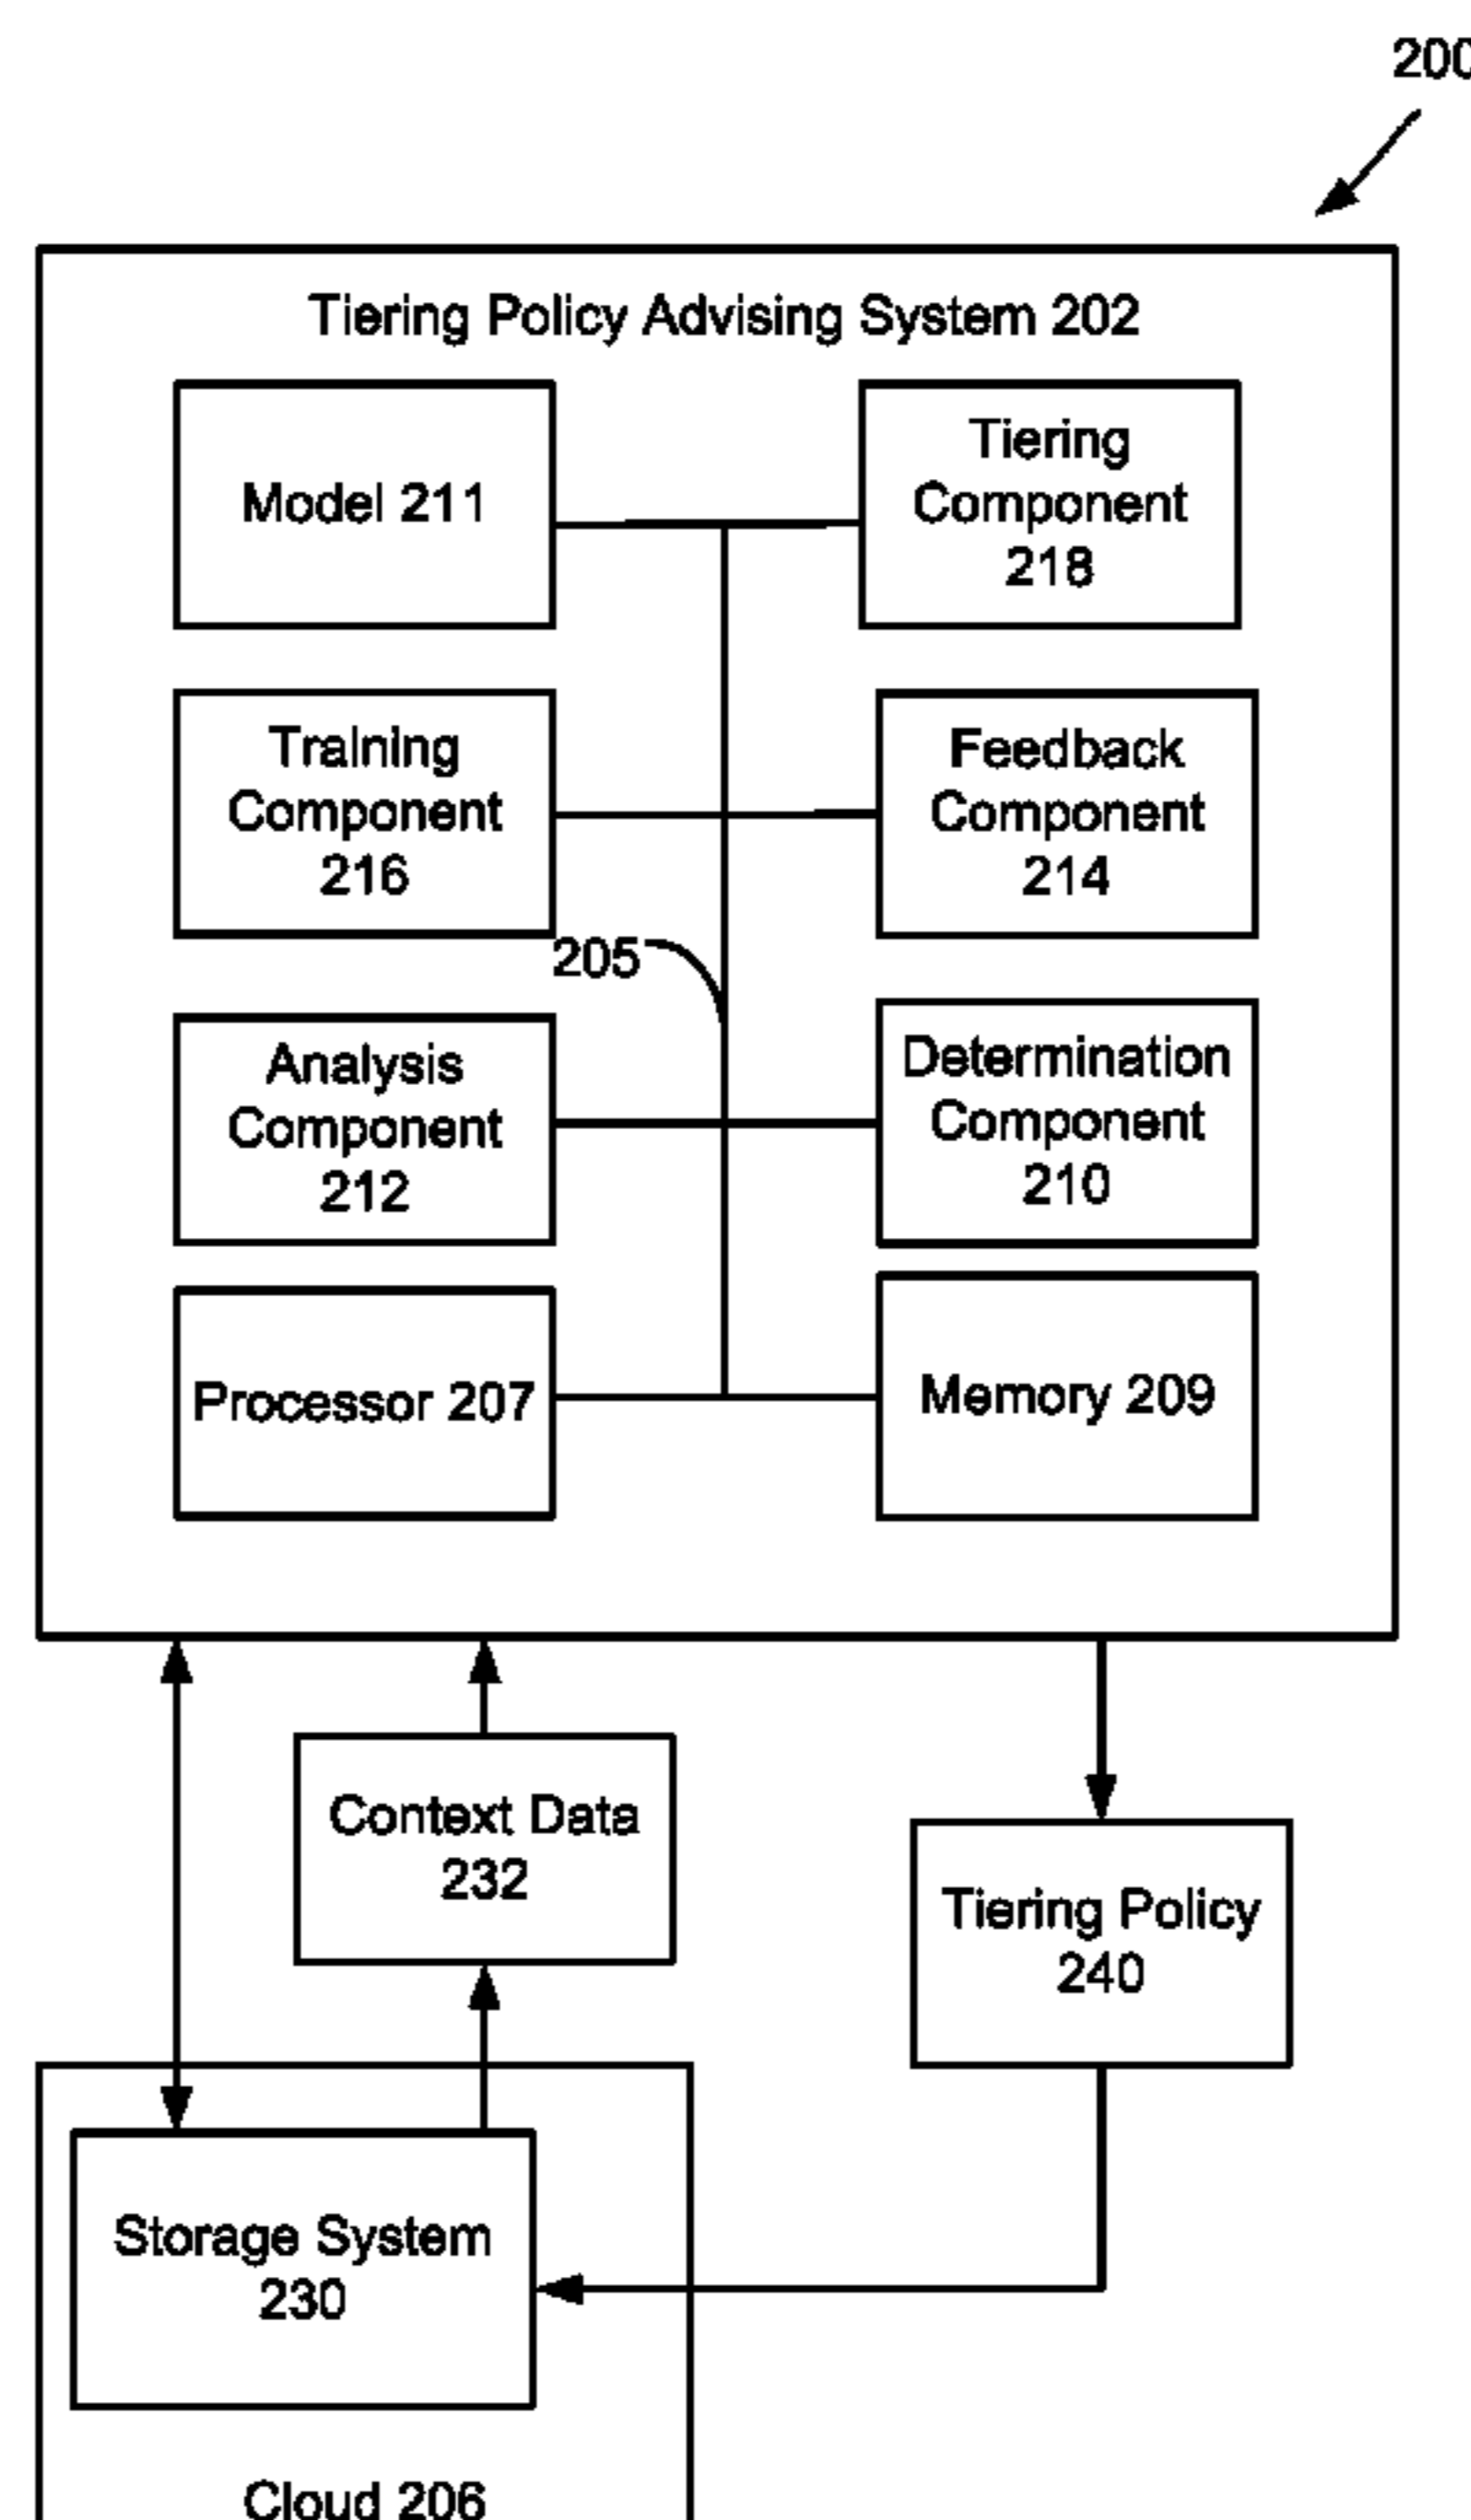 200
Tiering Policy Advising System 202
Model 211
Tiering
Component
218
Training
Component
216
Feedback
Component
214
205
Analysis
Component
212
Determination
Component
210
Processor 207
Memory 209
Context Data
232
Tiering Policy
240
Storage System
230
Cloud 206